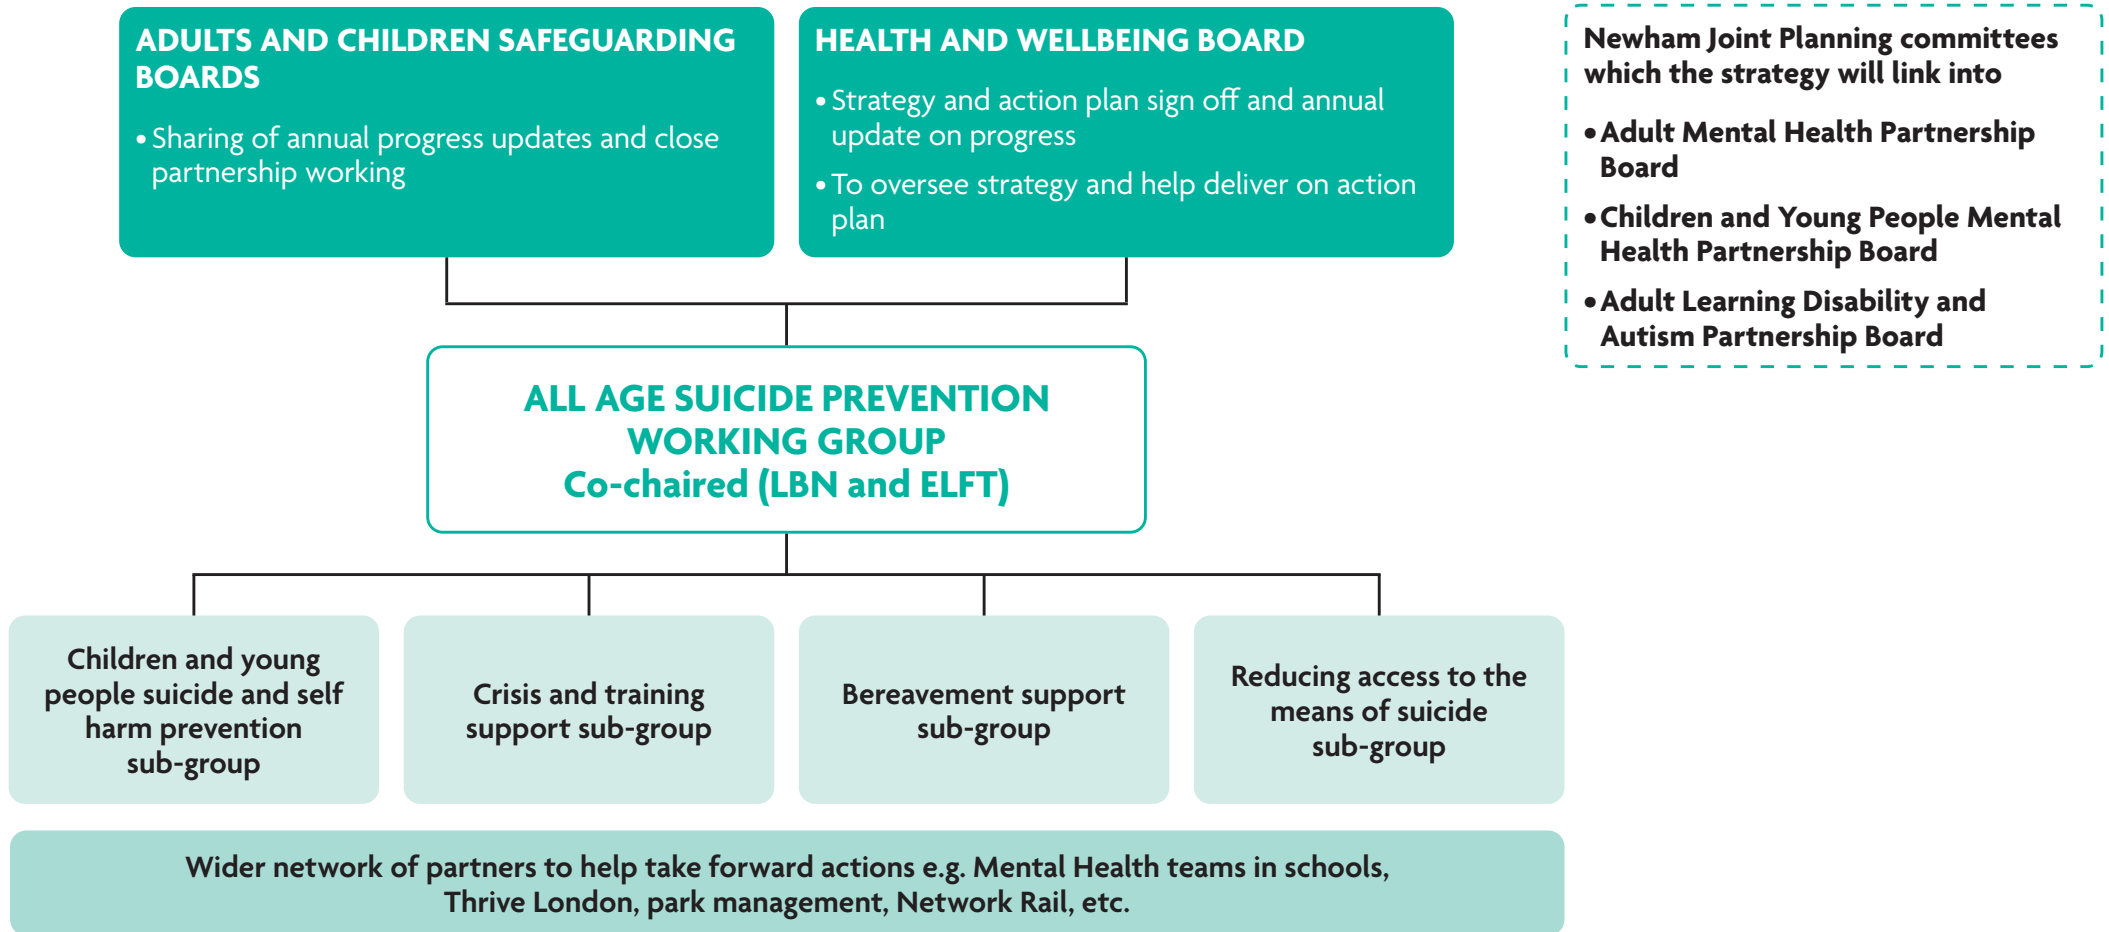 ADULTS AND CHILDREN SAFEGUARDING
BOARDS
• Sharing of annual progress updates and close
partnership working
HEALTH AND WELLBEING BOARD
• Strategy and action plan sign off and annual
update on progress
• To oversee strategy and help deliver on action
plan
Newham Joint Planning committees
which the strategy will link into
• Adult Mental Health Partnership
Board
• Children and Young People Mental
Health Partnership Board
• Adult Learning Disability and
Autism Partnership Board
ALL AGE SUICIDE PREVENTION
WORKING GROUP
Co-chaired (LBN and ELFT)
Children and young
people suicide and self
harm prevention
sub-group
Crisis and training
support sub-group
Bereavement support
sub-group
Reducing access to the
means of suicide
sub-group
Wider network of partners to help take forward actions e.g. Mental Health teams in schools,
Thrive London, park management, Network Rail, etc.